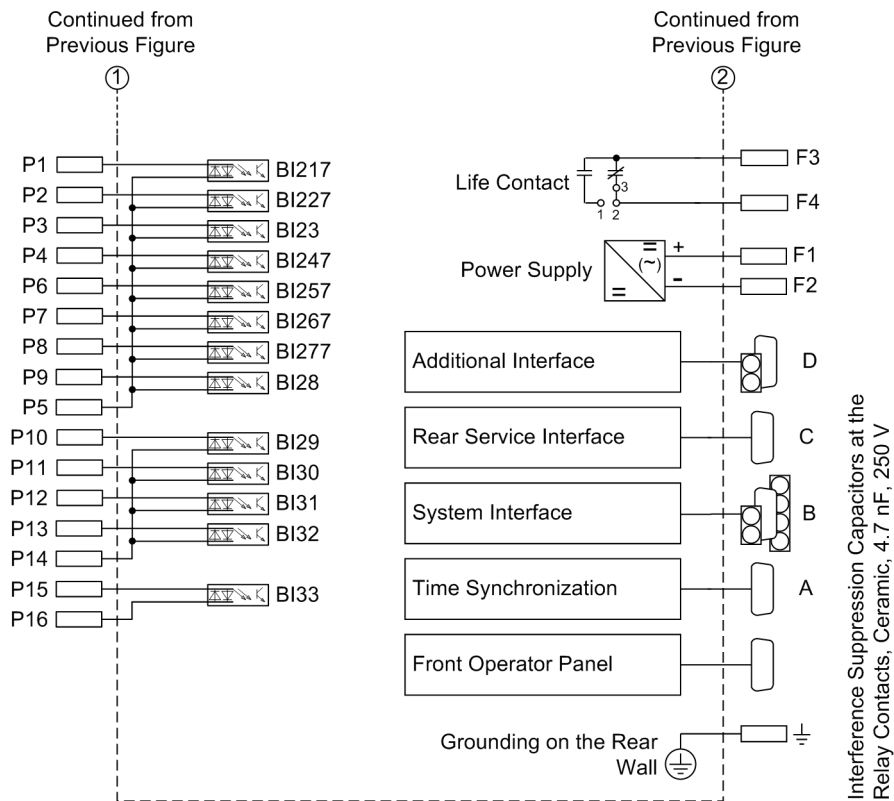 Continued from
Previous Figure
1
Continued from
Previous Figure
2
P1
BI217
P2
BI227
P3
BI23
P4
BI247
P6
BI257
P7
BI267
P8
BI277
P9
BI28
P5
P10
BI29
P11
BI30
P12
BI31
P13
BI32
P14
P15
BI33
P16
Life Contact
3
1 2
F3
F4
Power Supply
=
(~)
=
+
-
F1
F2
Additional Interface
D
Rear Service Interface
C
System Interface
B
Time Synchronization
A
Front Operator Panel
Grounding on the Rear
Wall
Interference Suppression Capacitors at the
Relay Contacts, Ceramic, 4.7 nF, 250 V